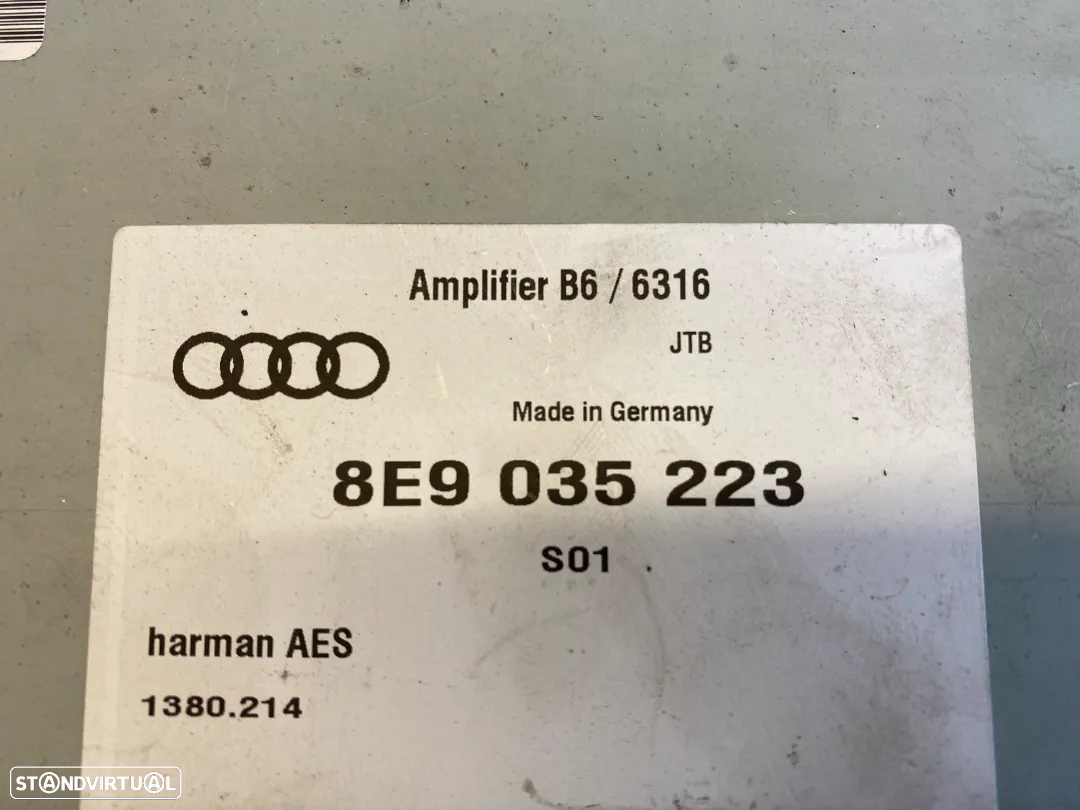 Amplifier B6 / 6316
JTB
Made in Germany
8E9 035 223
S01
harman AES
1380.214
STANDVIRTUAL